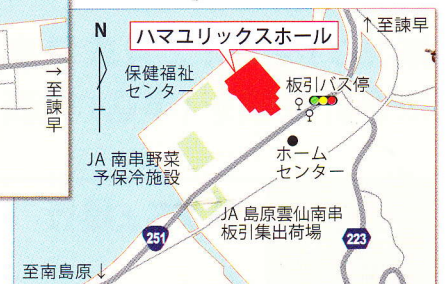 N
ハマユリックスホール
↑至諫早
→至諫早
保健福祉
センター
板引バス停
JA 南串野菜
予保冷施設
ホーム
センター
JA 島原雲仙南串
板引集出荷場
251
223
至南島原↓